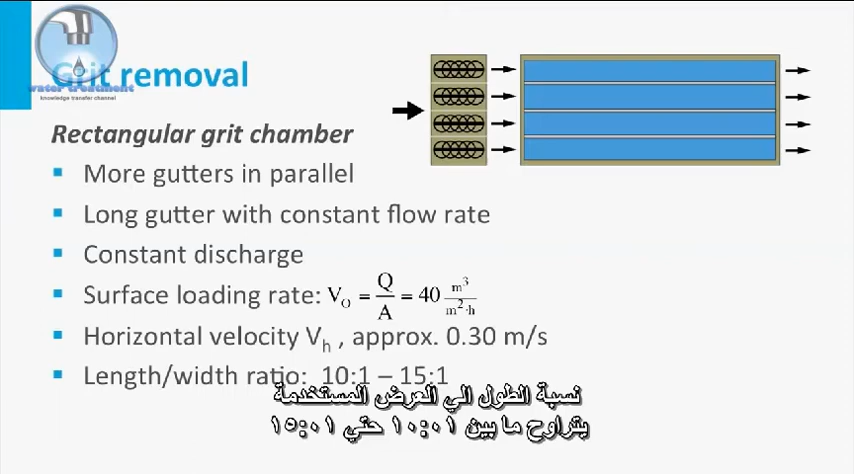 Grit removal
water treatment
knowledge transfer channel
Rectangular grit chamber
▪ More gutters in parallel
▪ Long gutter with constant flow rate
▪ Constant discharge
▪ Surface loading rate: V_O = Q/A = 40 m³/m²·h
▪ Horizontal velocity V_h , approx. 0.30 m/s
▪ Length/width ratio: 10:1 – 15:1
نسبة الطول الي العرض المستخدمة
يتراوح ما بين ١٠:٠١ حتي ١٥:٠١